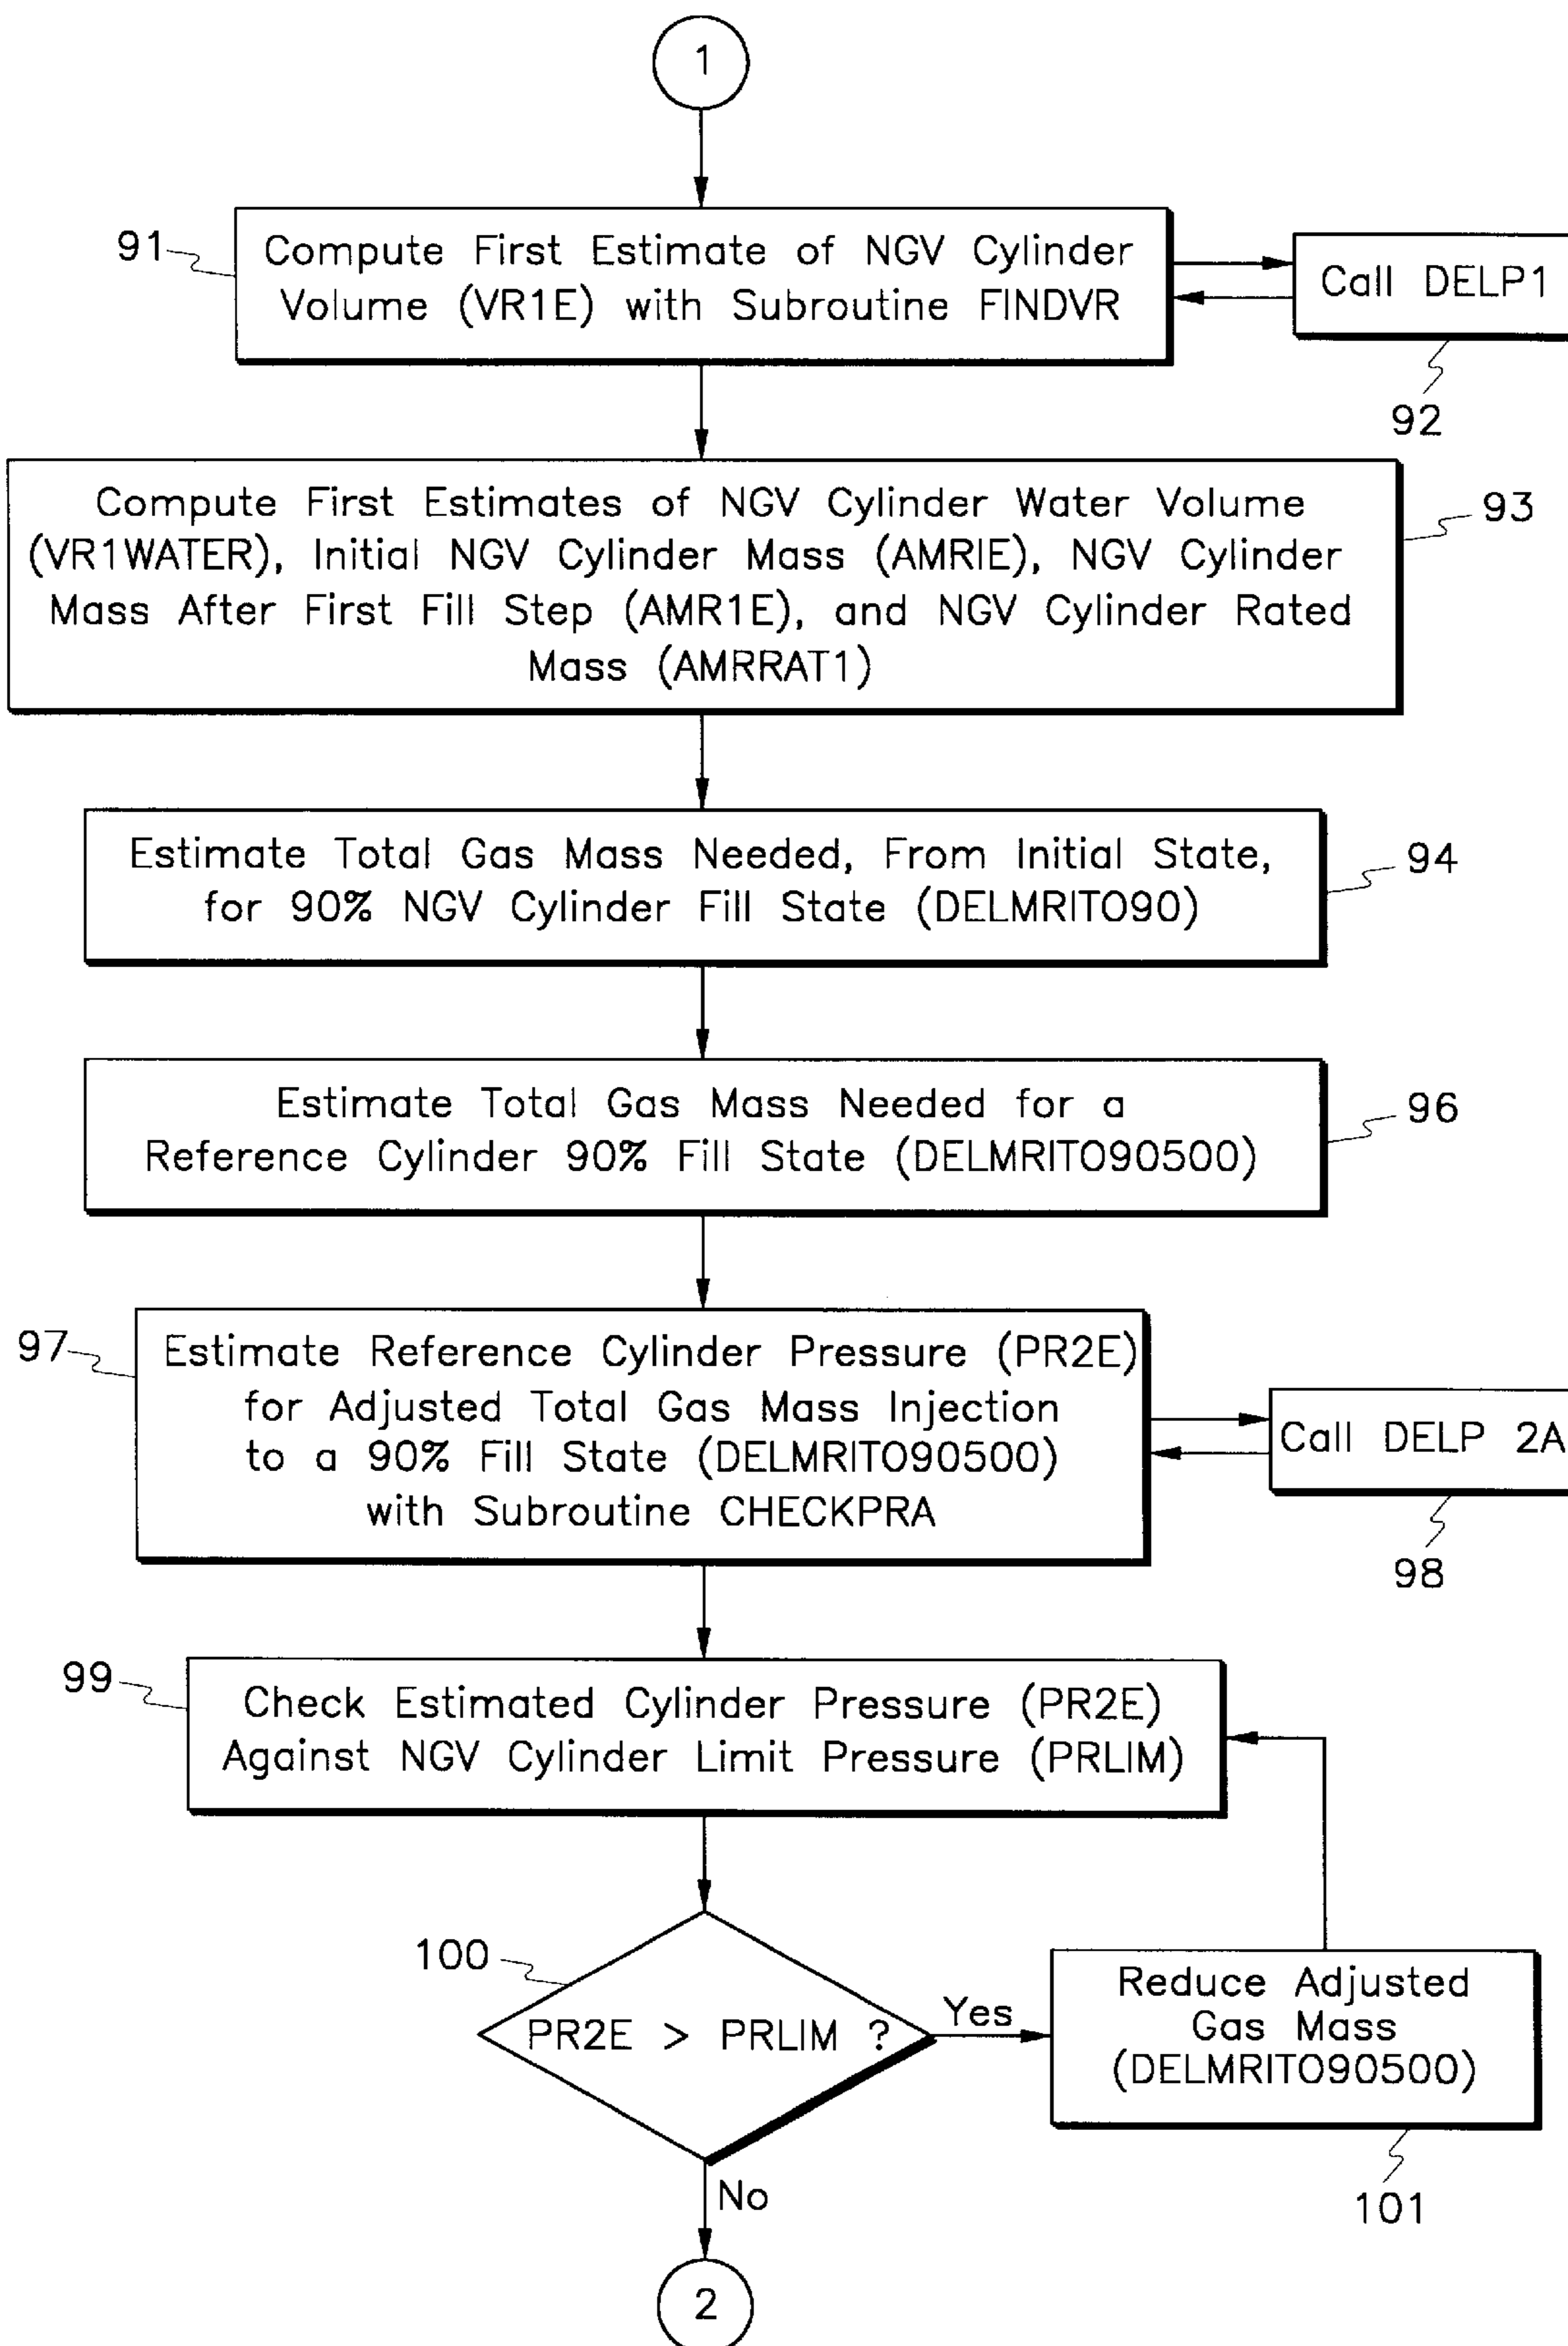 1
91
Compute First Estimate of NGV Cylinder
Volume (VR1E) with Subroutine FINDVR
Call DELP1
92
Compute First Estimates of NGV Cylinder Water Volume
(VR1WATER), Initial NGV Cylinder Mass (AMRIE), NGV Cylinder
Mass After First Fill Step (AMR1E), and NGV Cylinder Rated
Mass (AMRRAT1)
93
Estimate Total Gas Mass Needed, From Initial State,
for 90% NGV Cylinder Fill State (DELMRITO90)
94
Estimate Total Gas Mass Needed for a
Reference Cylinder 90% Fill State (DELMRITO90500)
96
97
Estimate Reference Cylinder Pressure (PR2E)
for Adjusted Total Gas Mass Injection
to a 90% Fill State (DELMRITO90500)
with Subroutine CHECKPRA
Call DELP 2A
98
99
Check Estimated Cylinder Pressure (PR2E)
Against NGV Cylinder Limit Pressure (PRLIM)
100
PR2E > PRLIM ?
Yes
Reduce Adjusted
Gas Mass
(DELMRITO90500)
101
No
2